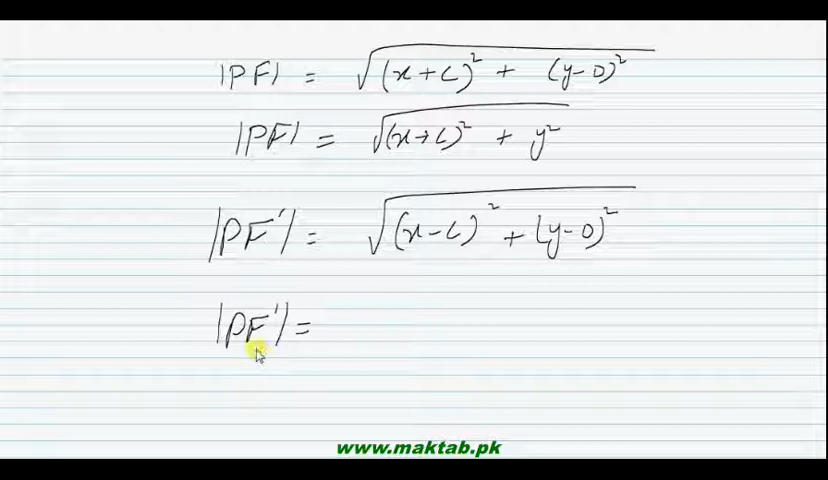 |PF| = √(x+c)² + (y-0)²
|PF| = √(x+c)² + y²
|PF'| = √(x-c)² + (y-0)²
|PF'| =
www.maktab.pk